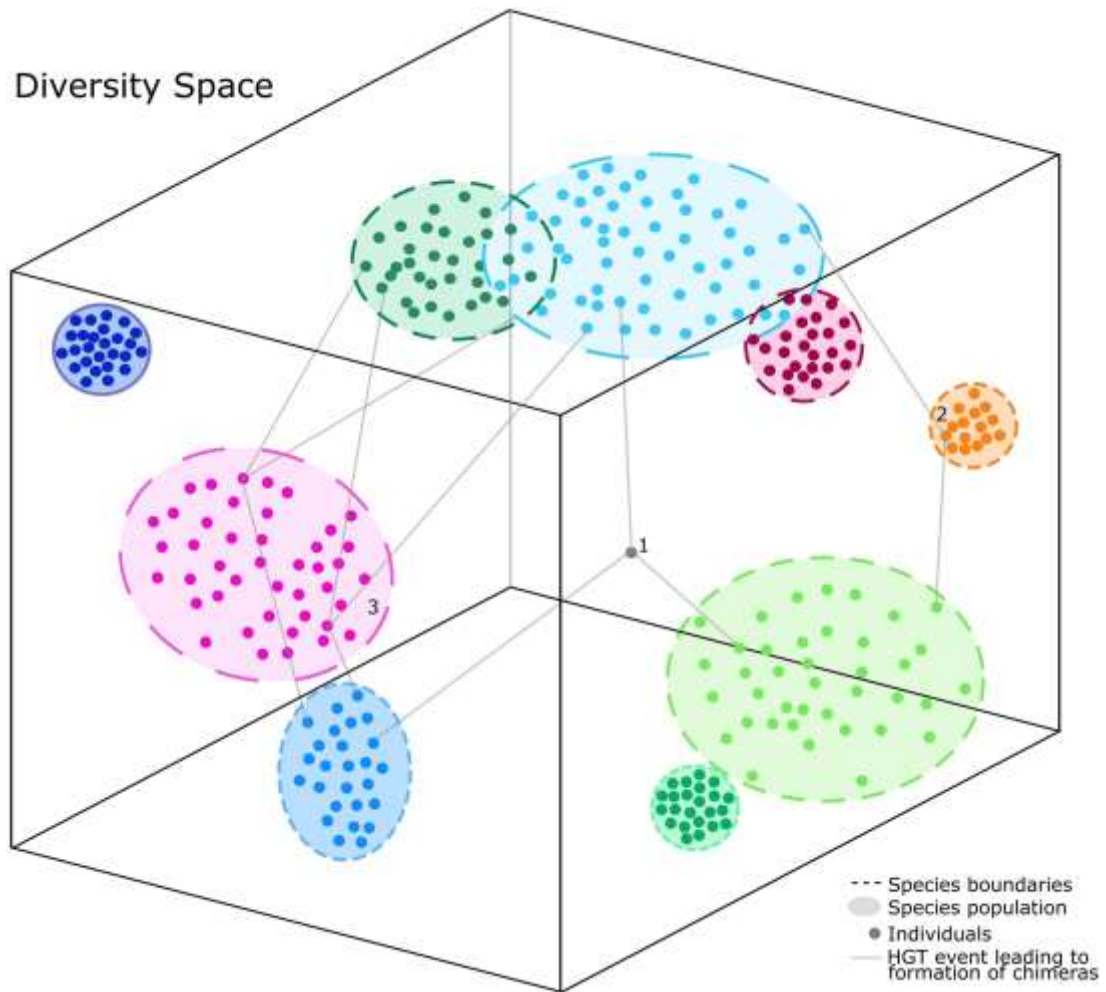 Diversity Space
2
1
3
Species boundaries
Species population
Individuals
HGT event leading to
formation of chimeras